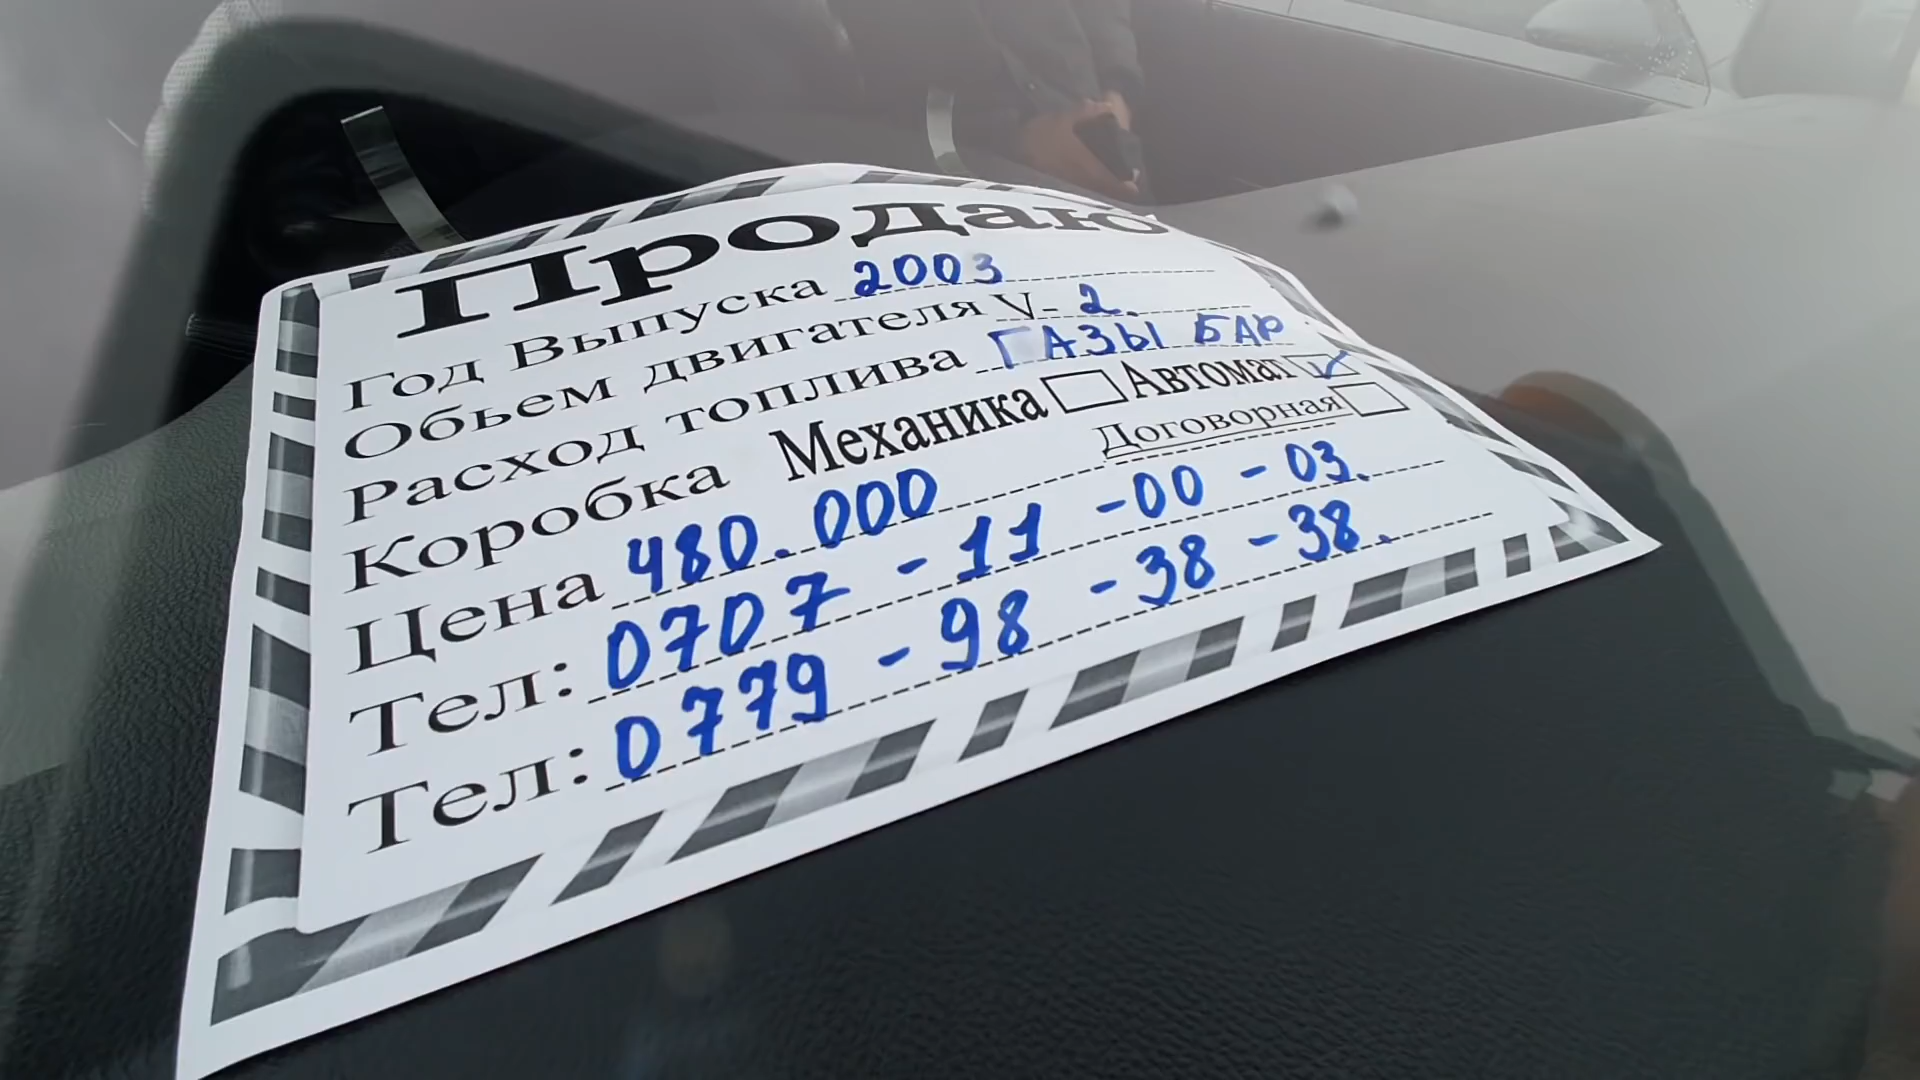 Продаю
Год Выпуска 2003
Обьем двигателя V- 2.
Расход топлива ГАЗЫ БАР
Коробка Механика Автомат
Договорная
Цена 480.000
Тел: 0707 - 11 - 00 - 03.
Тел: 0779 - 98 - 38 - 38.